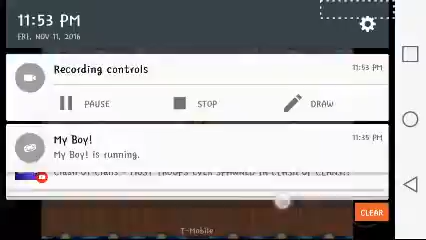 11:53 PM
FRI, NOV 11, 2016
Recording controls
11:53 PM
PAUSE
STOP
DRAW
My Boy!
11:35 PM
My Boy! is running.
Clash Of Clans - MOST TROOPS EVER SPAWNED IN CLASH OF CLANS!!
CLEAR
T-Mobile